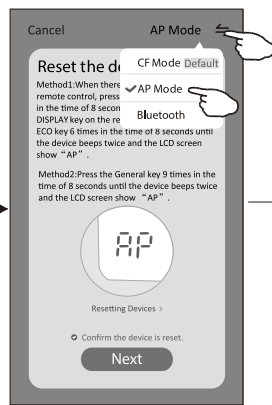 Cancel AP Mode
CF Mode Default
✓AP Mode
Bluetooth
Reset the de
Method1:When there
remote control, press
in the time of 8 secon
DISPLAY key on the re
ECO key 6 times in the time of 8 seconds until
the device beeps twice and the LCD screen
show “AP”.
Method2:Press the General key 9 times in the
time of 8 seconds until the device beeps twice
and the LCD screen show “AP”.
AP
Resetting Devices >
Confirm the device is reset.
Next